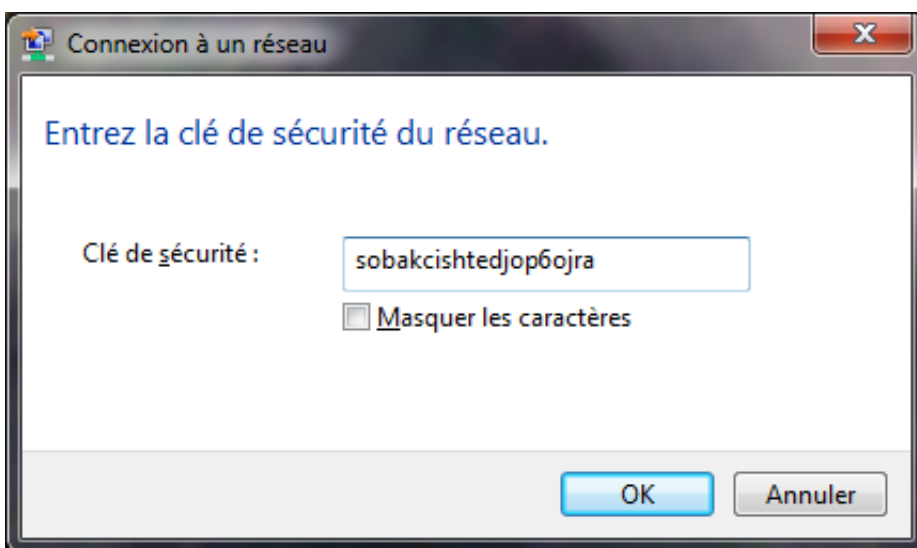 Connexion à un réseau
Entrez la clé de sécurité du réseau.
Clé de sécurité : sobakcishtedjop6ojra
Masquer les caractères
OK Annuler